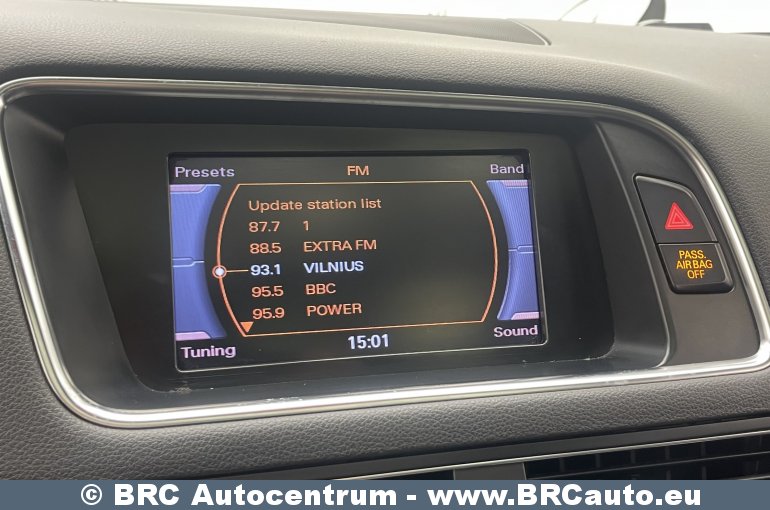 Presets FM Band
Update station list
87.7 1
88.5 EXTRA FM
93.1 VILNIUS
95.5 BBC
95.9 POWER
Tuning 15:01 Sound
PASS.
AIR BAG
OFF
© BRC Autocentrum - www.BRCauto.eu